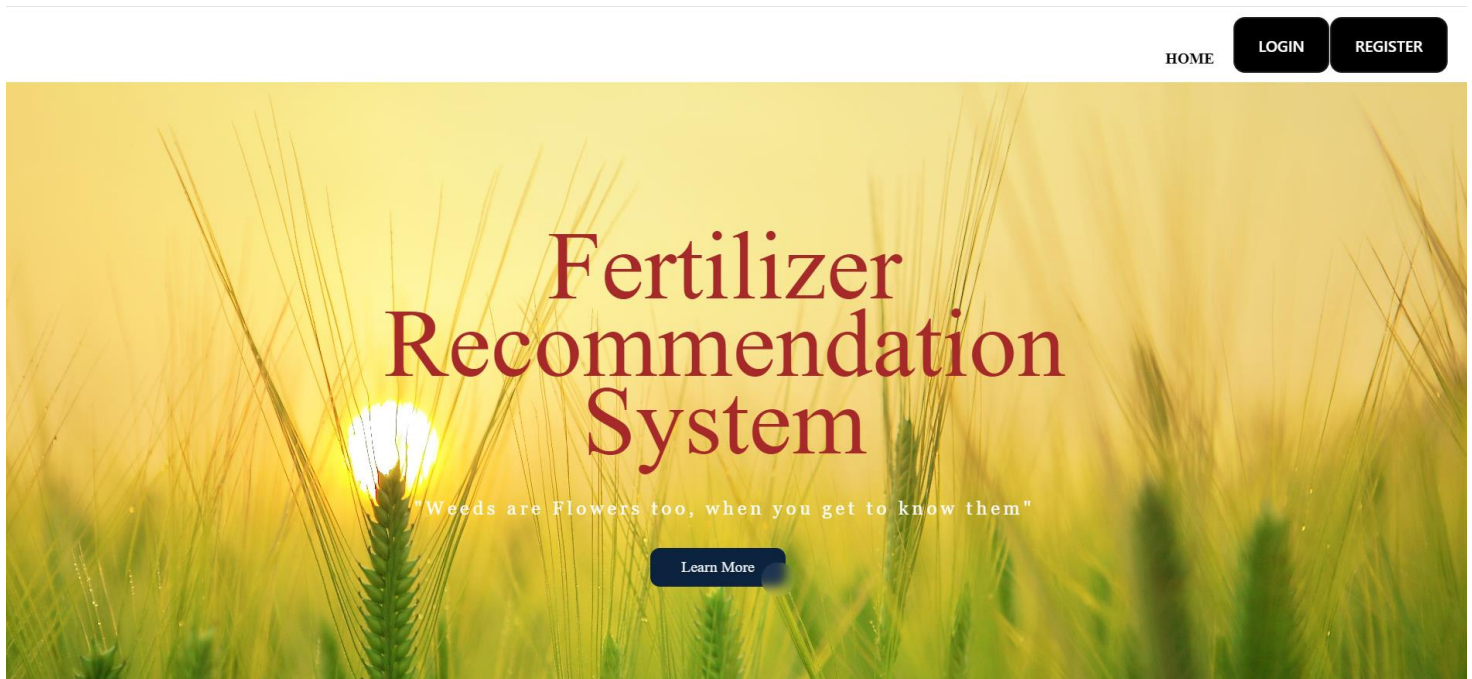 HOME LOGIN REGISTER
Fertilizer
Recommendation
System
"Weeds are Flowers too, when you get to know them"
Learn More